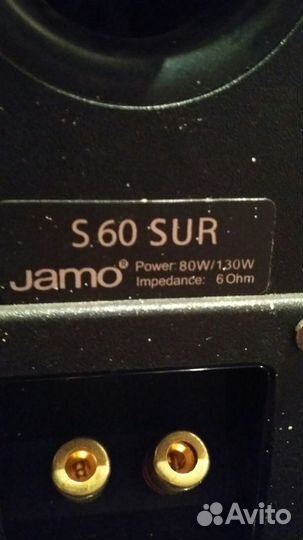 S 60 SUR
Jamo® Power: 80W/130W
Impedance: 6 Ohm
Avito